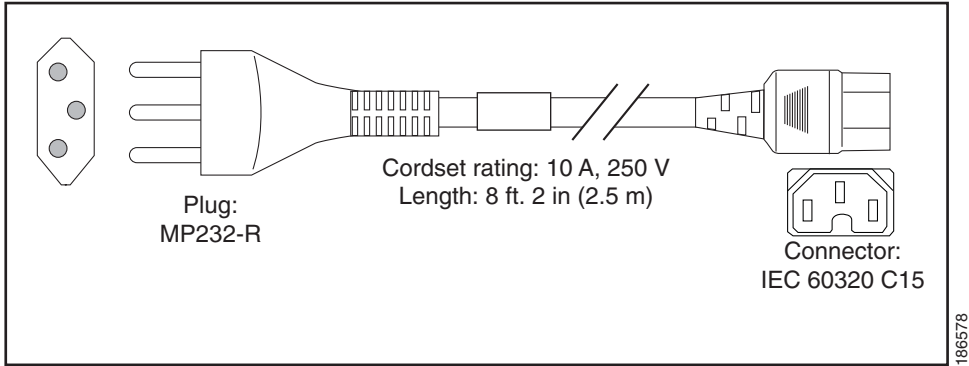 Cordset rating: 10 A, 250 V
Length: 8 ft. 2 in (2.5 m)
Plug:
MP232-R
Connector:
IEC 60320 C15
186578